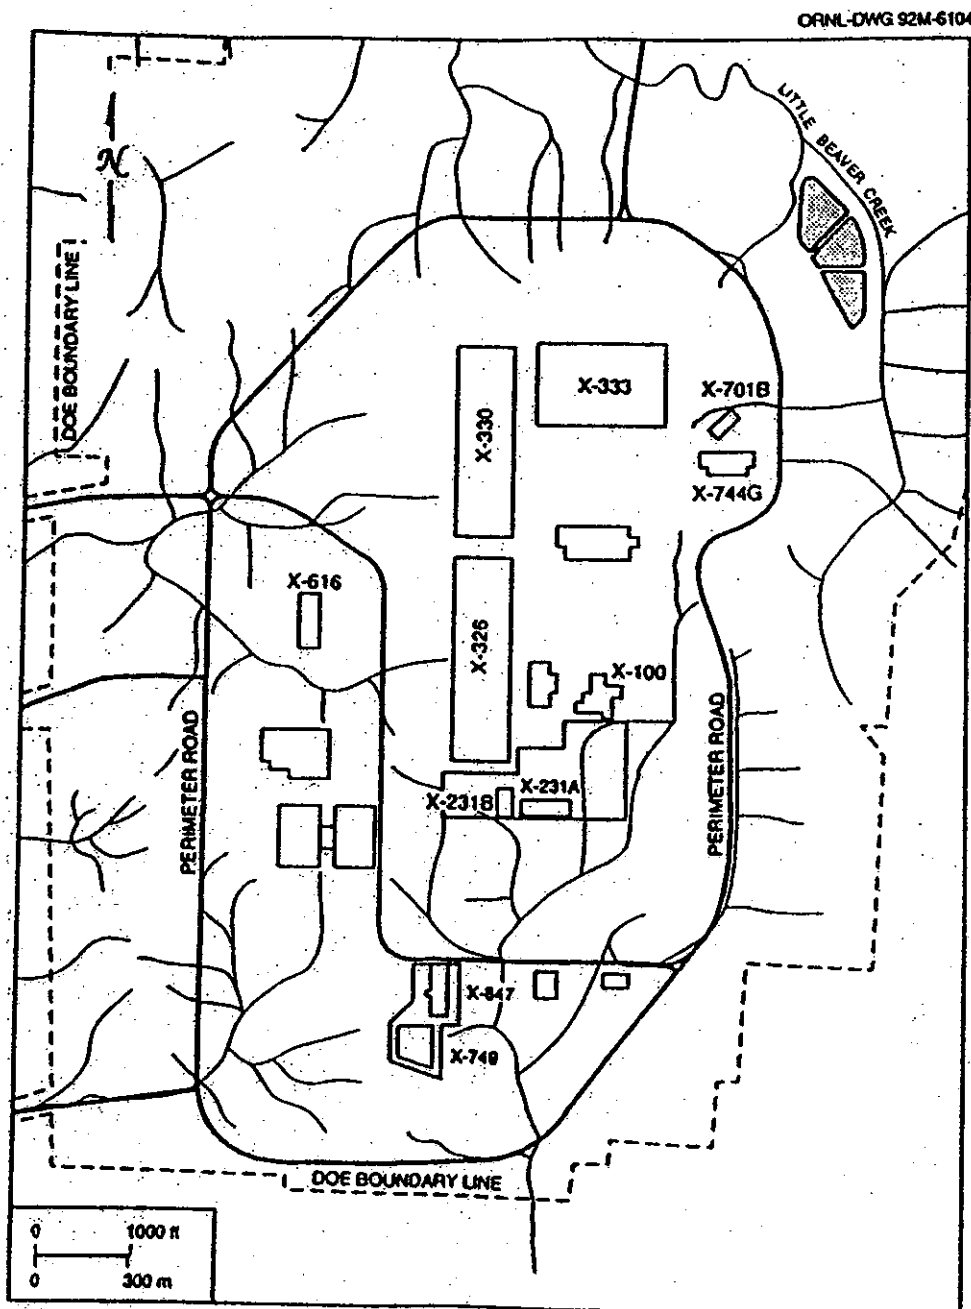 ORNL-DWG 92M-6104
LITTLE BEAVER CREEK
N
DOE BOUNDARY LINE
X-333
X-701B
X-330
X-744G
X-616
X-326
X-100
PERIMETER ROAD
PERIMETER ROAD
X-231A
X-231B
X-847
X-749
DOE BOUNDARY LINE
0 1000 ft
0 300 m